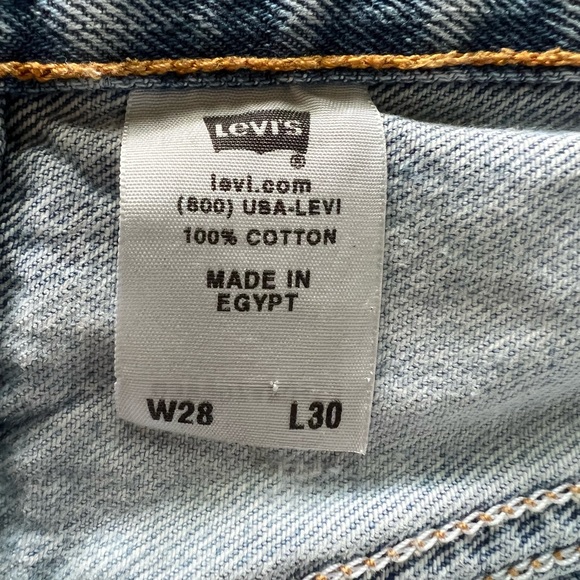 Levi's
®
levi.com
(800) USA-LEVI
100% COTTON
MADE IN
EGYPT
W28 L30